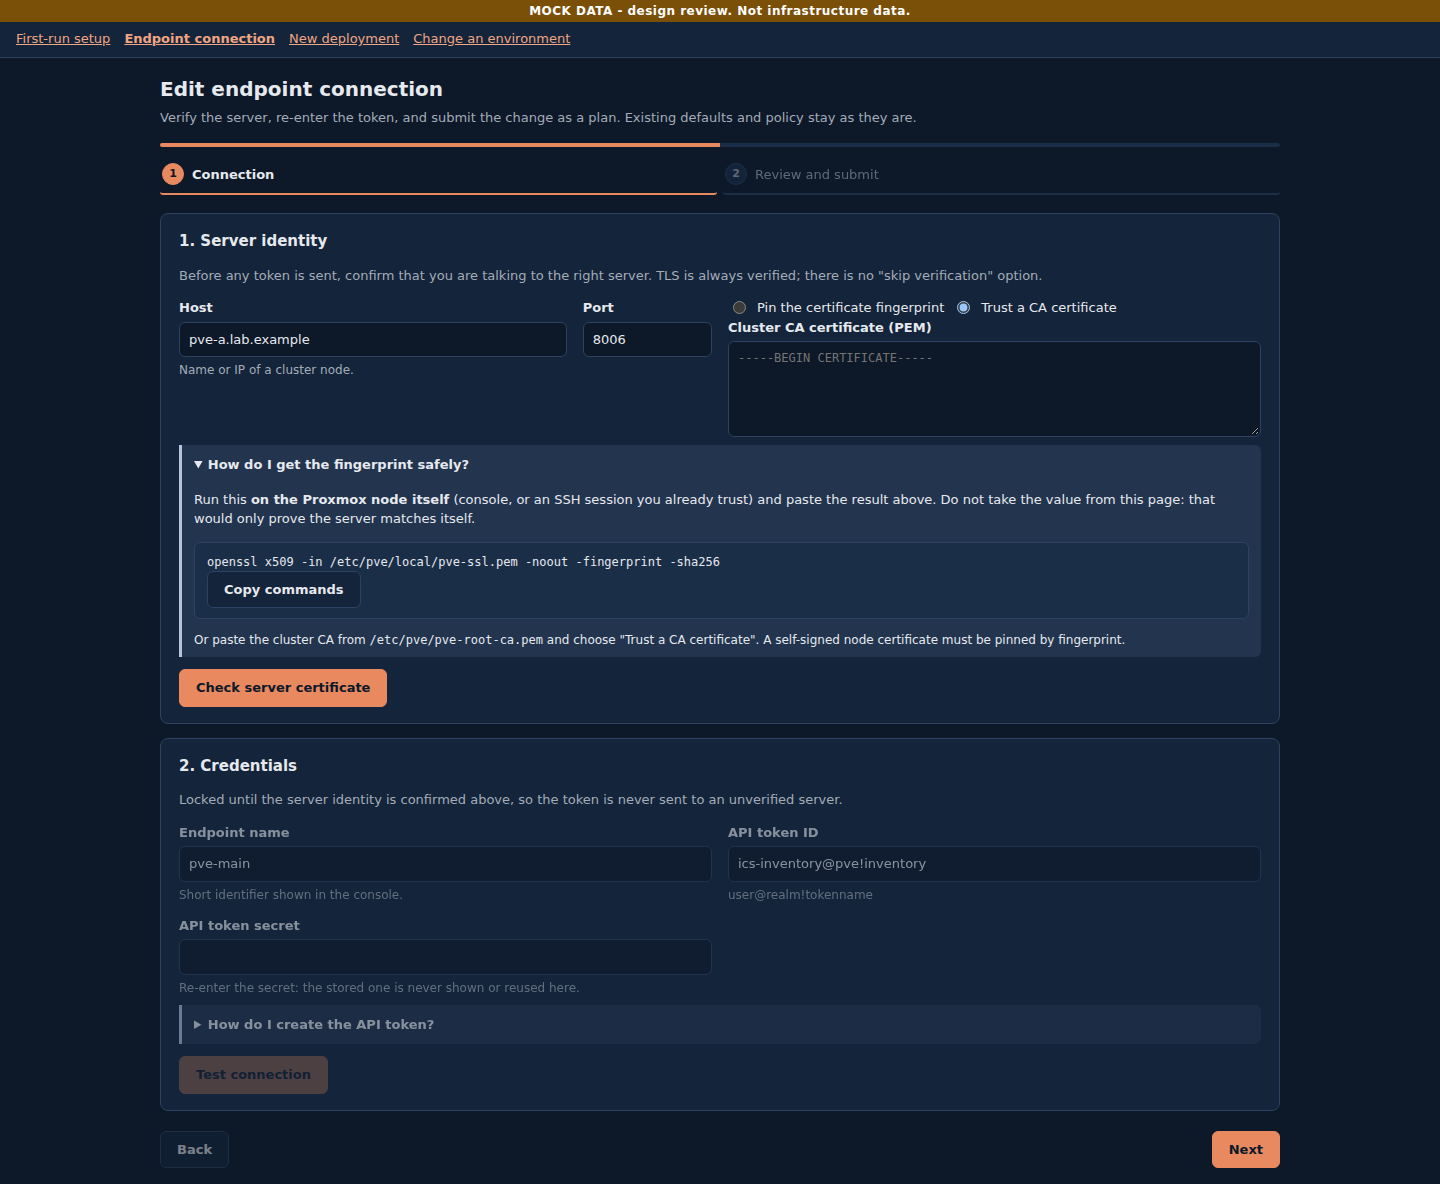 MOCK DATA - design review. Not infrastructure data.
First-run setup Endpoint connection New deployment Change an environment
Edit endpoint connection
Verify the server, re-enter the token, and submit the change as a plan. Existing defaults and policy stay as they are.
1 Connection
2 Review and submit
1. Server identity
Before any token is sent, confirm that you are talking to the right server. TLS is always verified; there is no "skip verification" option.
Host
pve-a.lab.example
Name or IP of a cluster node.
Port
8006
Pin the certificate fingerprint Trust a CA certificate
Cluster CA certificate (PEM)
-----BEGIN CERTIFICATE-----
How do I get the fingerprint safely?
Run this on the Proxmox node itself (console, or an SSH session you already trust) and paste the result above. Do not take the value from this page: that
would only prove the server matches itself.
openssl x509 -in /etc/pve/local/pve-ssl.pem -noout -fingerprint -sha256
Copy commands
Or paste the cluster CA from /etc/pve/pve-root-ca.pem and choose "Trust a CA certificate". A self-signed node certificate must be pinned by fingerprint.
Check server certificate
2. Credentials
Locked until the server identity is confirmed above, so the token is never sent to an unverified server.
Endpoint name
pve-main
Short identifier shown in the console.
API token ID
ics-inventory@pve!inventory
user@realm!tokenname
API token secret
Re-enter the secret: the stored one is never shown or reused here.
How do I create the API token?
Test connection
Back
Next